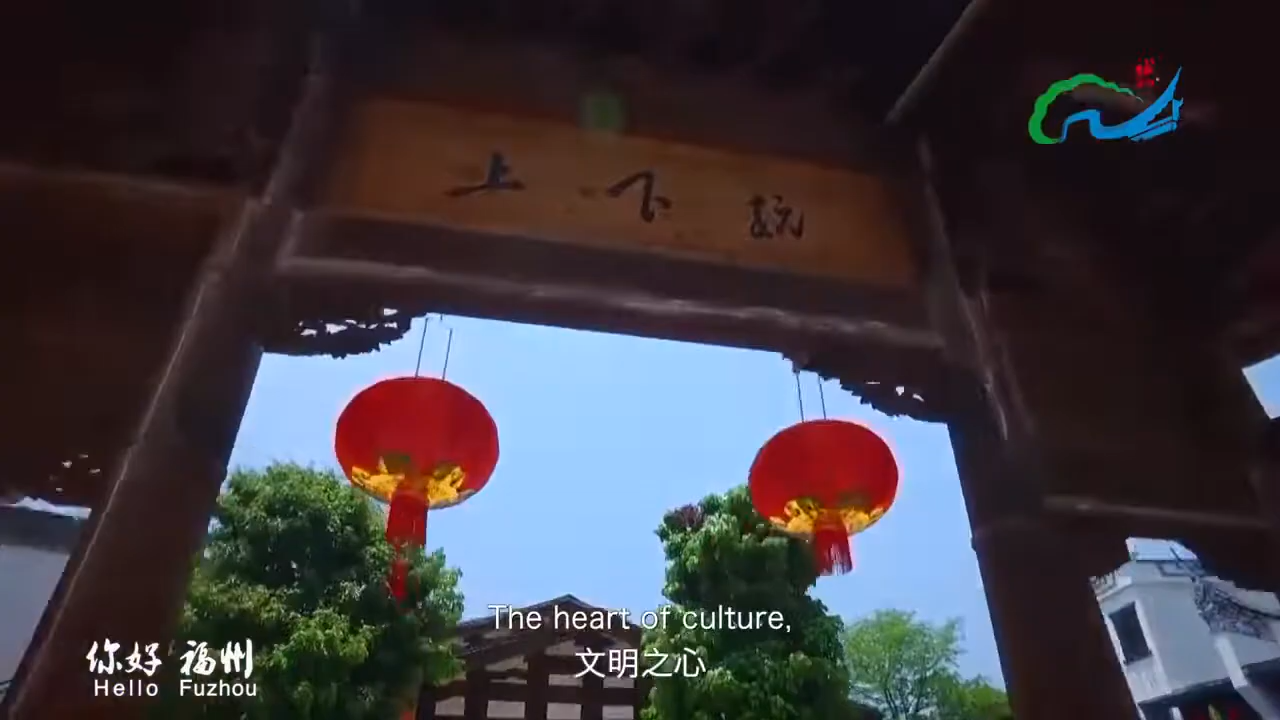 上下杭
The heart of culture,
文明之心
你好 福州
Hello Fuzhou